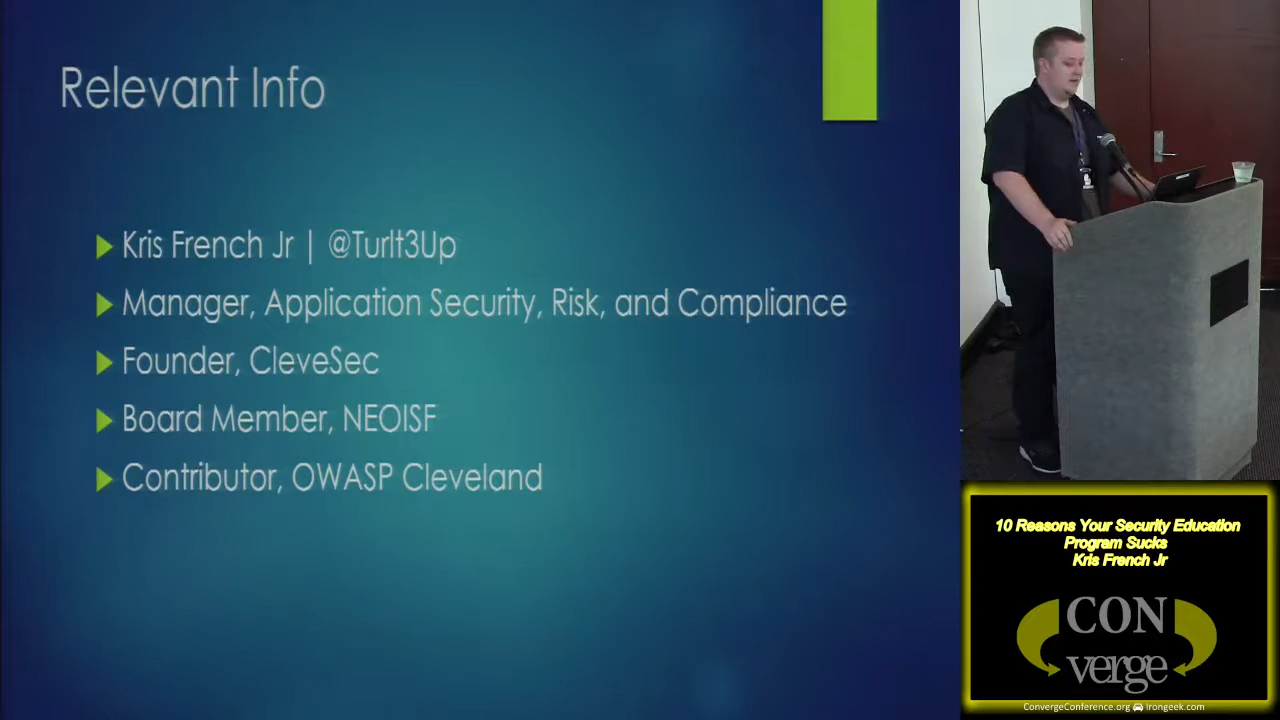 Relevant Info
Kris French Jr | @TurIt3Up
Manager, Application Security, Risk, and Compliance
Founder, CleveSec
Board Member, NEOISF
Contributor, OWASP Cleveland
10 Reasons Your Security Education
Program Sucks
Kris French Jr
CON
verge
ConvergeConference.org Irongeek.com